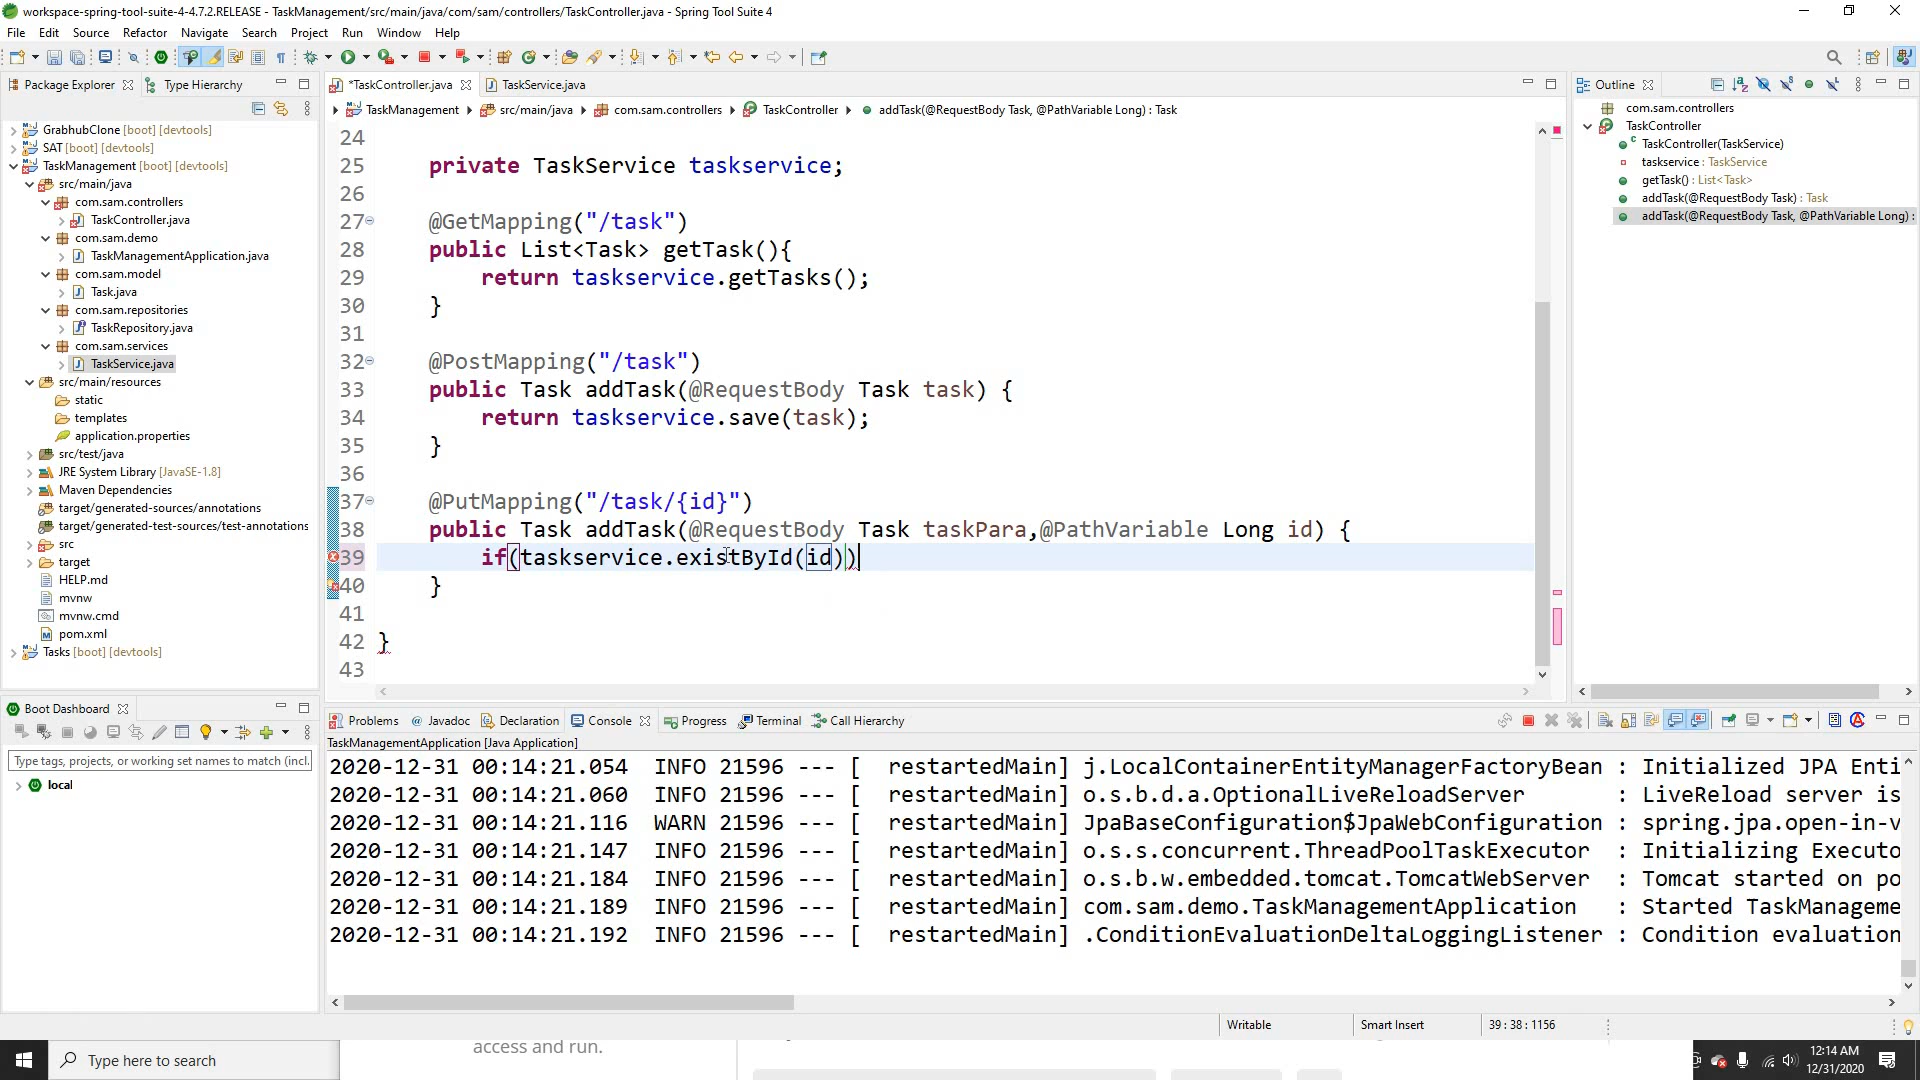 workspace-spring-tool-suite-4-4.7.2.RELEASE - TaskManagement/src/main/java/com/sam/controllers/TaskController.java - Spring Tool Suite 4
File Edit Source Refactor Navigate Search Project Run Window Help
Package Explorer Type Hierarchy
GrabhubClone [boot] [devtools]
SAT [boot] [devtools]
TaskManagement [boot] [devtools]
src/main/java
com.sam.controllers
TaskController.java
com.sam.demo
TaskManagementApplication.java
com.sam.model
Task.java
com.sam.repositories
TaskRepository.java
com.sam.services
TaskService.java
src/main/resources
static
templates
application.properties
src/test/java
JRE System Library [JavaSE-1.8]
Maven Dependencies
target/generated-sources/annotations
target/generated-test-sources/test-annotations
src
target
HELP.md
mvnw
mvnw.cmd
pom.xml
Tasks [boot] [devtools]
Boot Dashboard
Type tags, projects, or working set names to match (incl.
local
*TaskController.java TaskService.java
TaskManagement src/main/java com.sam.controllers TaskController addTask(@RequestBody Task, @PathVariable Long) : Task
24
25 private TaskService taskservice;
26
27 @GetMapping("/task")
28 public List<Task> getTask(){
29 return taskservice.getTasks();
30 }
31
32 @PostMapping("/task")
33 public Task addTask(@RequestBody Task task) {
34 return taskservice.save(task);
35 }
36
37 @PutMapping("/task/{id}")
38 public Task addTask(@RequestBody Task taskPara,@PathVariable Long id) {
39 if(taskservice.existById(id))
40 }
41
42 }
43
Outline
com.sam.controllers
TaskController
TaskController(TaskService)
taskservice : TaskService
getTask() : List<Task>
addTask(@RequestBody Task) : Task
addTask(@RequestBody Task, @PathVariable Long) :
Problems Javadoc Declaration Console Progress Terminal Call Hierarchy
TaskManagementApplication [Java Application]
2020-12-31 00:14:21.054 INFO 21596 --- [ restartedMain] j.LocalContainerEntityManagerFactoryBean : Initialized JPA Enti
2020-12-31 00:14:21.060 INFO 21596 --- [ restartedMain] o.s.b.d.a.OptionalLiveReloadServer : LiveReload server is
2020-12-31 00:14:21.116 WARN 21596 --- [ restartedMain] JpaBaseConfiguration$JpaWebConfiguration : spring.jpa.open-in-v
2020-12-31 00:14:21.147 INFO 21596 --- [ restartedMain] o.s.s.concurrent.ThreadPoolTaskExecutor : Initializing Executo
2020-12-31 00:14:21.184 INFO 21596 --- [ restartedMain] o.s.b.w.embedded.tomcat.TomcatWebServer : Tomcat started on po
2020-12-31 00:14:21.189 INFO 21596 --- [ restartedMain] com.sam.demo.TaskManagementApplication : Started TaskManageme
2020-12-31 00:14:21.192 INFO 21596 --- [ restartedMain] .ConditionEvaluationDeltaLoggingListener : Condition evaluation
Writable Smart Insert 39 : 38 : 1156
Type here to search
access and run.
12:14 AM
12/31/2020